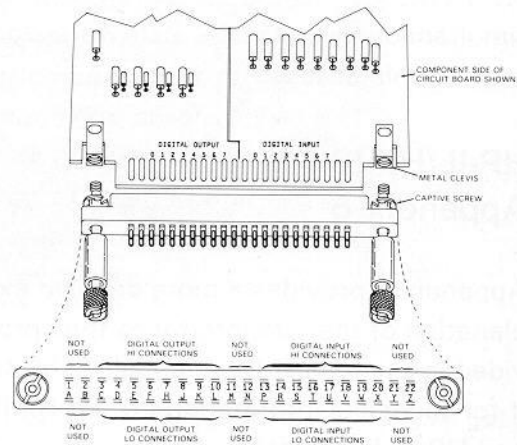 COMPONENT SIDE OF
CIRCUIT BOARD SHOWN
DIGITAL OUTPUT DIGITAL INPUT
0 1 2 3 4 5 6 7 0 1 2 3 4 5 6 7
METAL CLEVIS
CAPTIVE SCREW
NOT
USED
DIGITAL OUTPUT
HI CONNECTIONS
NOT
USED
DIGITAL INPUT
HI CONNECTIONS
NOT
USED
1 2 3 4 5 6 7 8 9 10 11 12 13 14 15 16 17 18 19 20 21 22
A B C D E F H J K L M N P R S T U V W X Y Z
NOT
USED
DIGITAL OUTPUT
LO CONNECTIONS
NOT
USED
DIGITAL INPUT
LO CONNECTIONS
NOT
USED